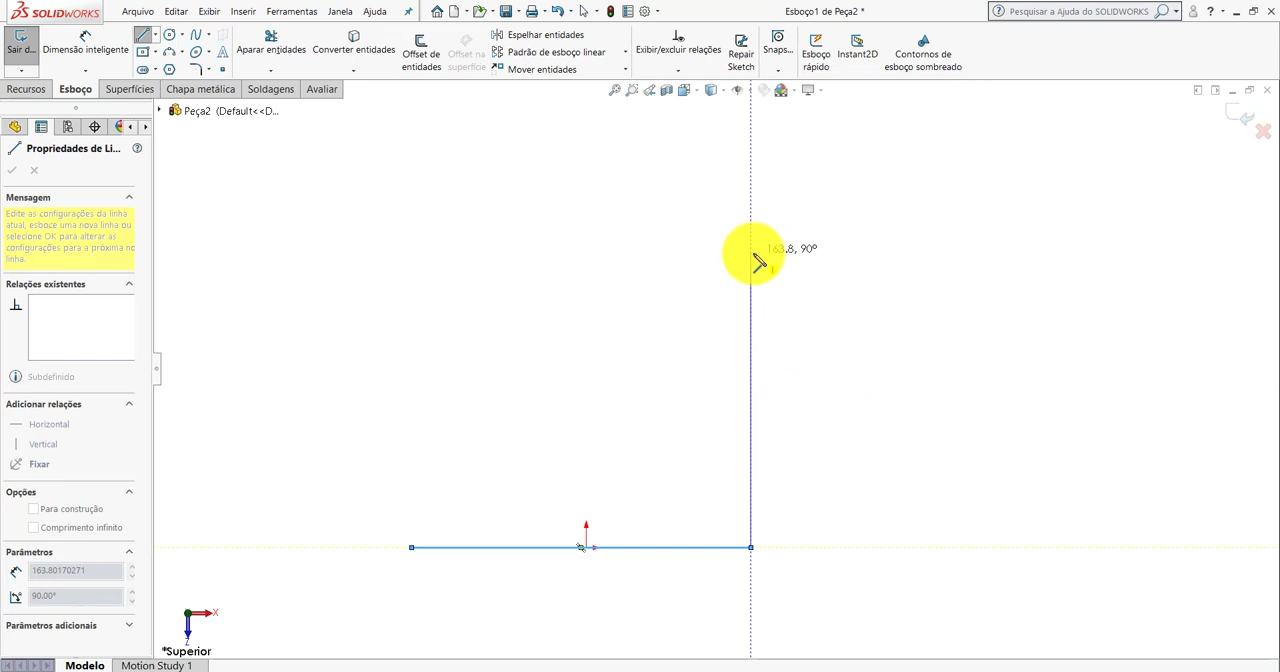 SOLIDWORKS
Arquivo Editar Exibir Inserir Ferramentas Janela Ajuda
Esboço1 de Peça2 *
Pesquisar a Ajuda do SOLIDWORKS
Sair d...
Dimensão inteligente
Aparar entidades
Converter entidades
Offset de entidades
Offset na superfície
Espelhar entidades
Padrão de esboço linear
Mover entidades
Exibir/excluir relações
Repair Sketch
Snaps...
Esboço rápido
Instant2D
Contornos de esboço sombreado
Recursos Esboço Superfícies Chapa metálica Soldagens Avaliar
Peça2 (Default<<D...
Propriedades de Li...
Mensagem
Edite as configurações da linha
atual, esboce uma nova linha ou
selecione OK para alterar as
configurações para a próxima no
linha.
Relações existentes
Subdefinido
Adicionar relações
Horizontal
Vertical
Fixar
Opções
Para construção
Comprimento infinito
Parâmetros
163.80170271
90.00°
Parâmetros adicionais
163.8, 90°
X
Z
*Superior
Modelo Motion Study 1